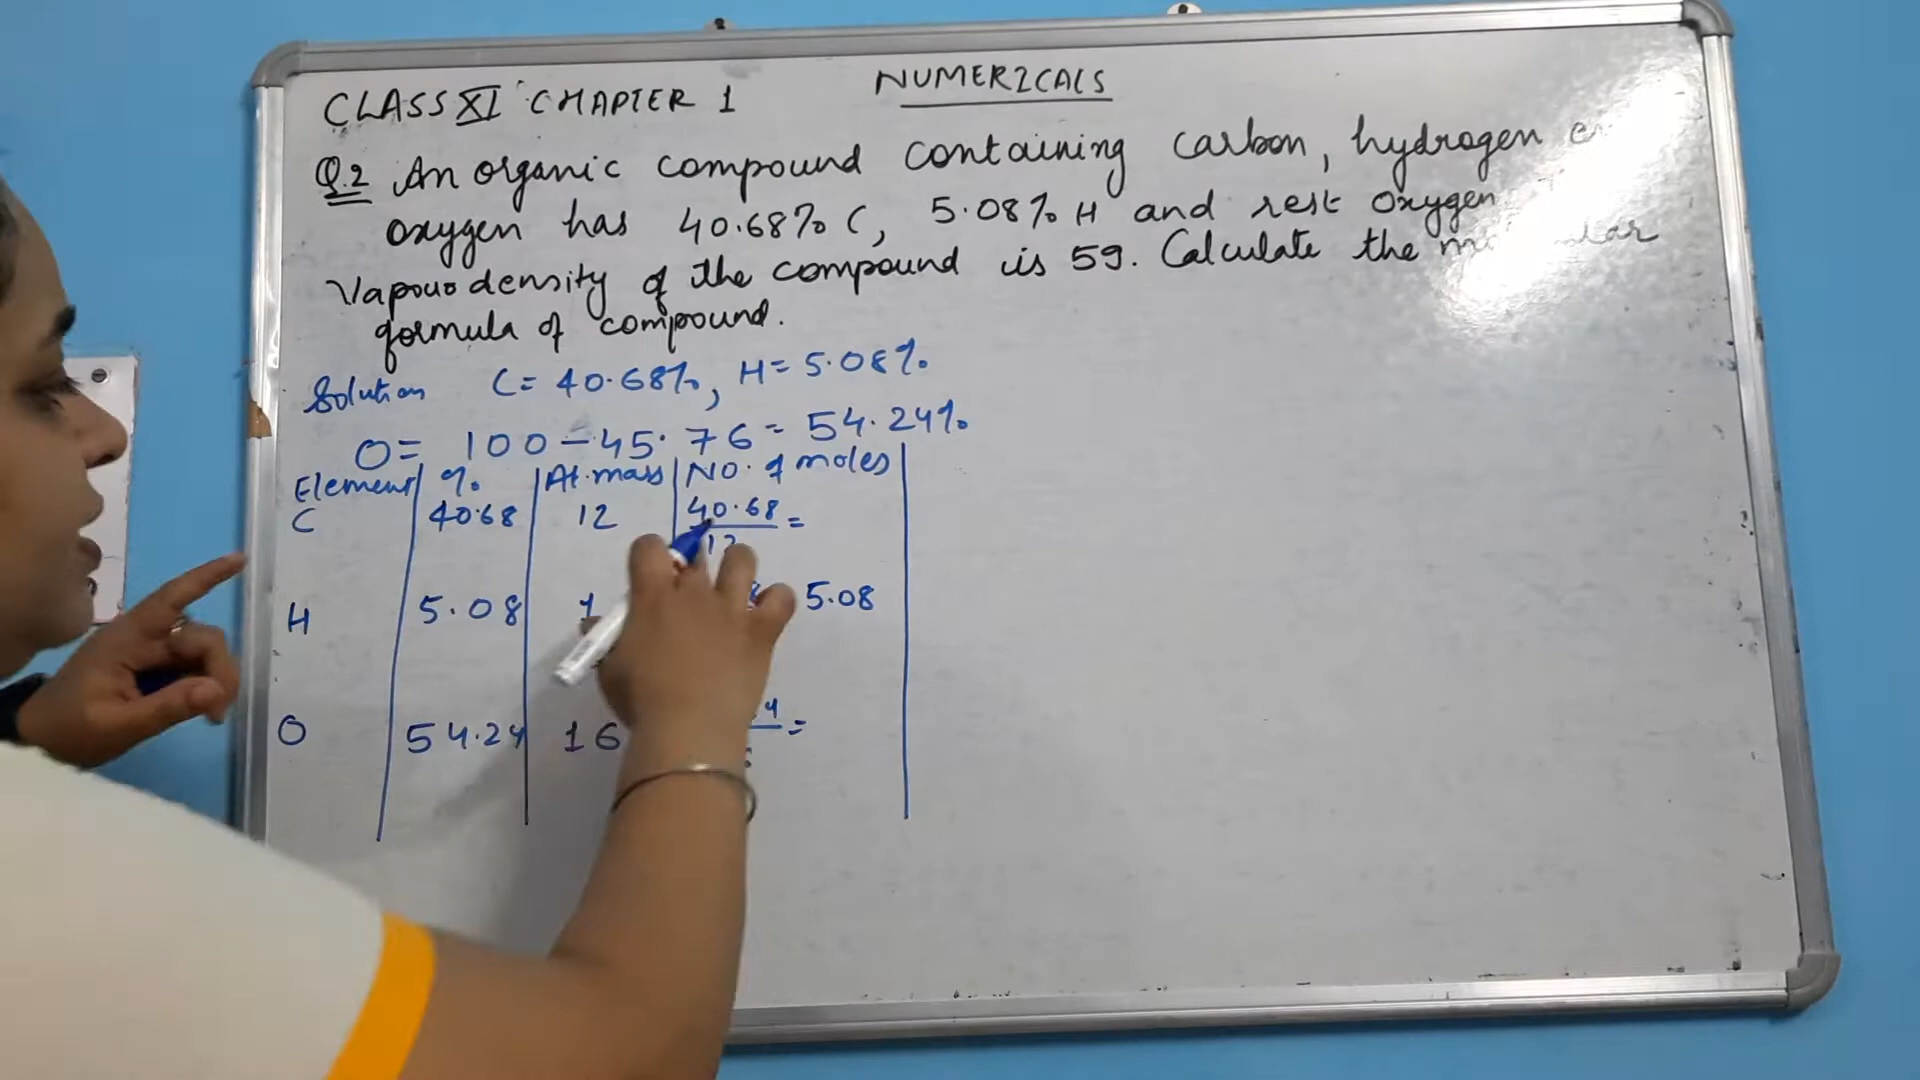 NUMERICALS
CLASS XI CHAPTER 1
Q.2 An organic compound containing carbon, hydrogen
oxygen has 40.68% C, 5.08% H and rest oxygen.
Vapour density of the compound is 59. Calculate the
formula of compound.
Solution C = 40.68%, H = 5.08%
O = 100 - 45.76 = 54.24%
Element % At. mass No. of moles
C 40.68 12 40.68 =
12
H 5.08 1 5.08
O 54.24 16 =